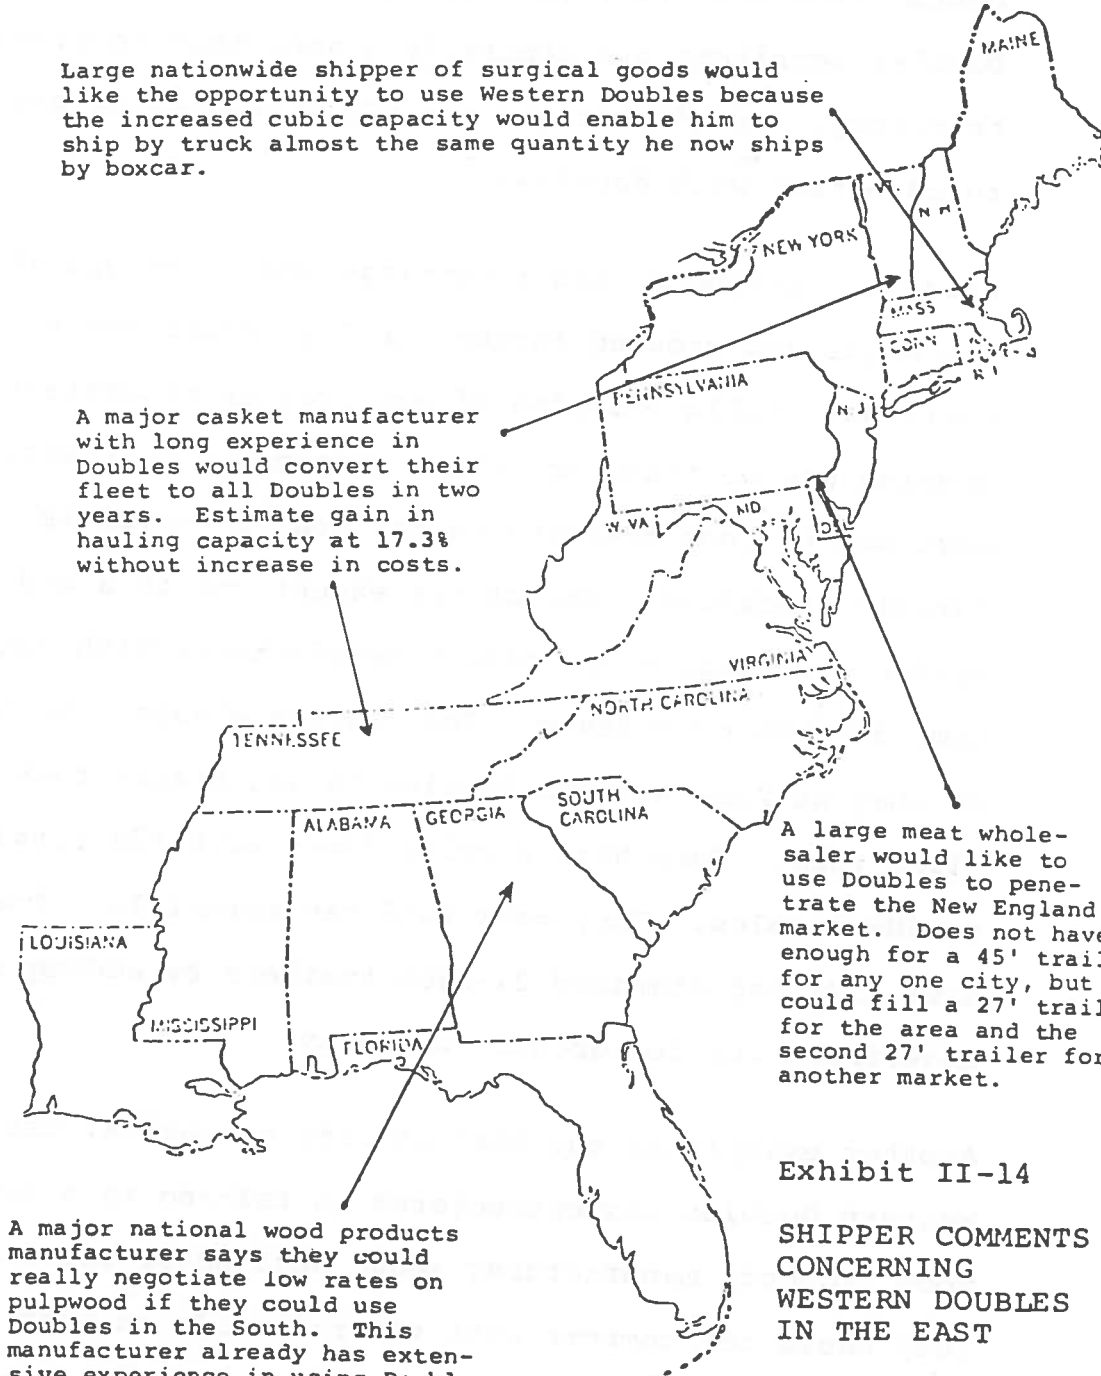 MAINE
Large nationwide shipper of surgical goods would
like the opportunity to use Western Doubles because
the increased cubic capacity would enable him to
ship by truck almost the same quantity he now ships
by boxcar.
VT.
N H
NEW YORK
MASS
CONN
R I
PENNSYLVANIA
N J
A major casket manufacturer
with long experience in
Doubles would convert their
fleet to all Doubles in two
years. Estimate gain in
hauling capacity at 17.3%
without increase in costs.
W. VA
MD
VIRGINIA
NORTH CAROLINA
TENNESSEE
SOUTH
CAROLINA
ALABAMA
GEORGIA
A large meat whole-
saler would like to
use Doubles to pene-
trate the New England
market. Does not have
enough for a 45' trail
for any one city, but
could fill a 27' trail
for the area and the
second 27' trailer for
another market.
LOUISIANA
MISSISSIPPI
FLORIDA
Exhibit II-14
SHIPPER COMMENTS
CONCERNING
WESTERN DOUBLES
IN THE EAST
A major national wood products
manufacturer says they could
really negotiate low rates on
pulpwood if they could use
Doubles in the South. This
manufacturer already has exten-
sive experience in using